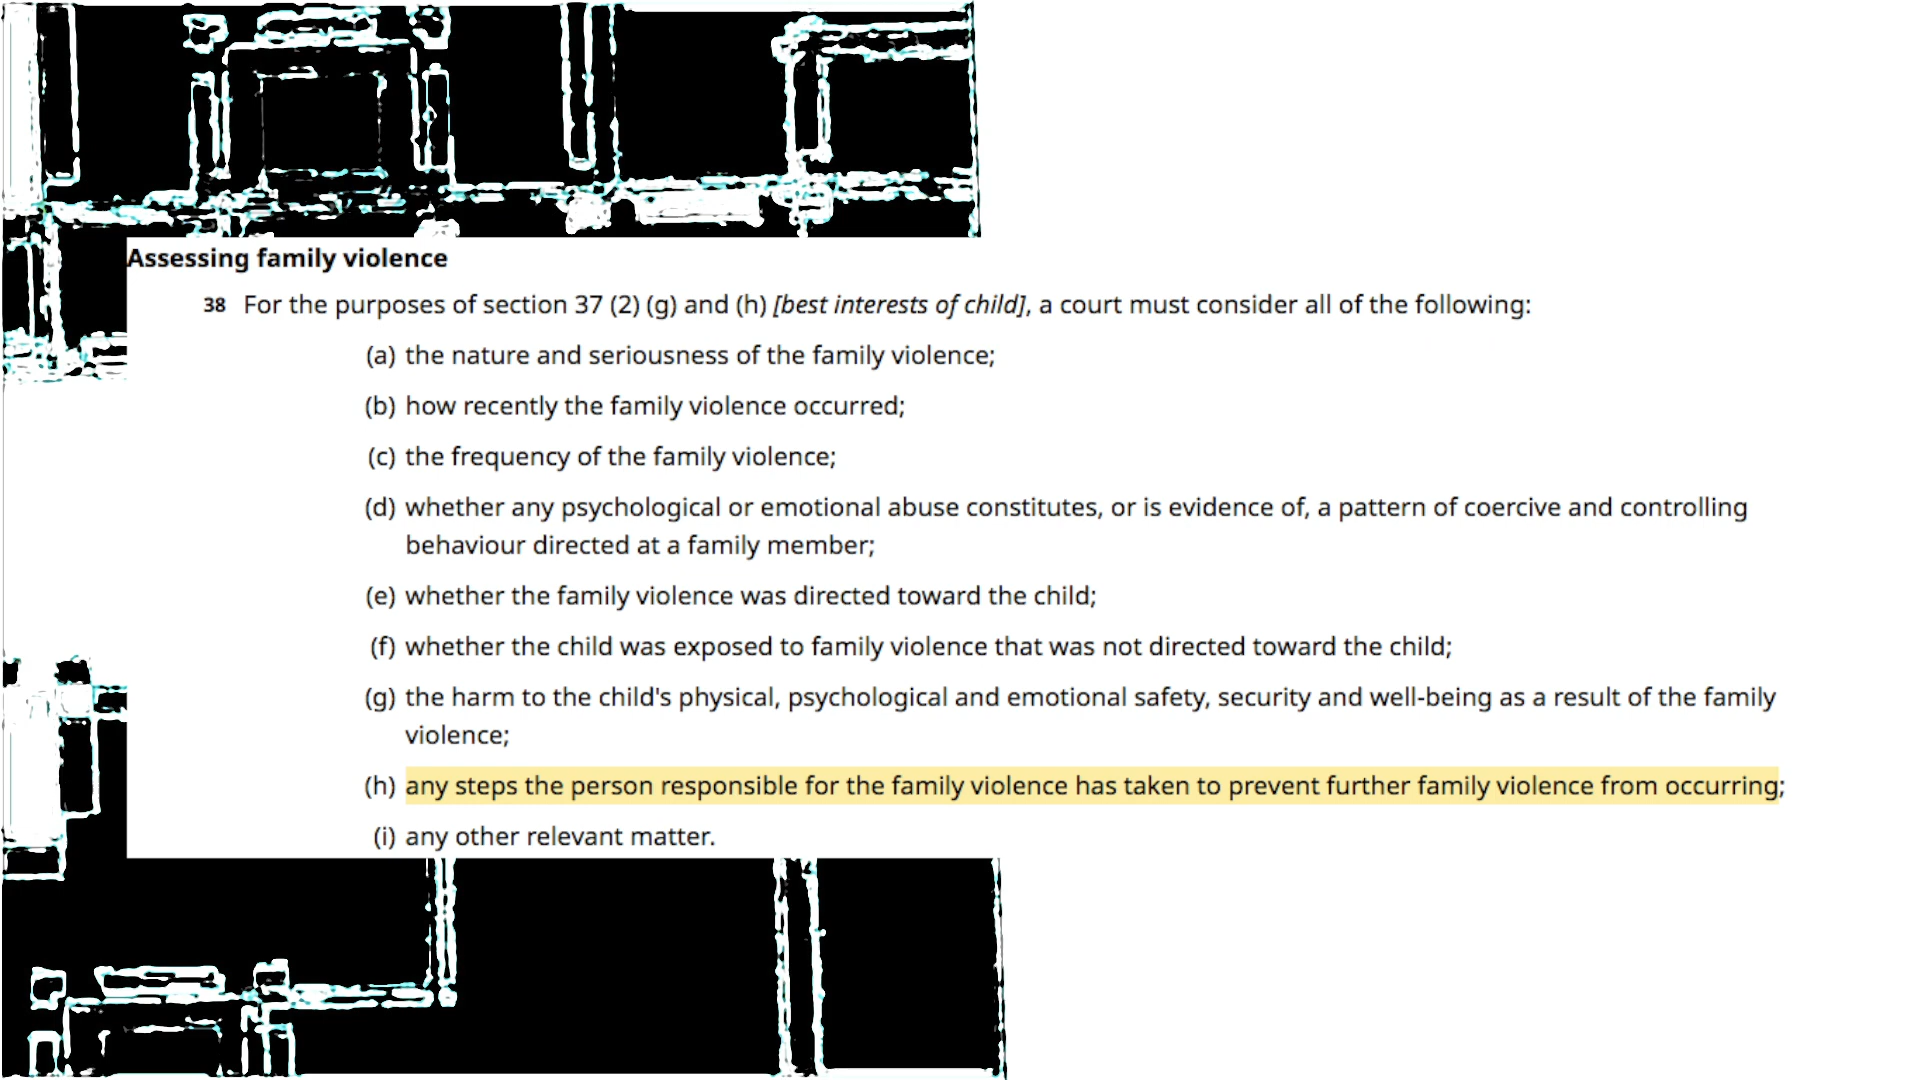 Assessing family violence
38 For the purposes of section 37 (2) (g) and (h) [best interests of child], a court must consider all of the following:
(a) the nature and seriousness of the family violence;
(b) how recently the family violence occurred;
(c) the frequency of the family violence;
(d) whether any psychological or emotional abuse constitutes, or is evidence of, a pattern of coercive and controlling
behaviour directed at a family member;
(e) whether the family violence was directed toward the child;
(f) whether the child was exposed to family violence that was not directed toward the child;
(g) the harm to the child's physical, psychological and emotional safety, security and well-being as a result of the family
violence;
(h) any steps the person responsible for the family violence has taken to prevent further family violence from occurring;
(i) any other relevant matter.